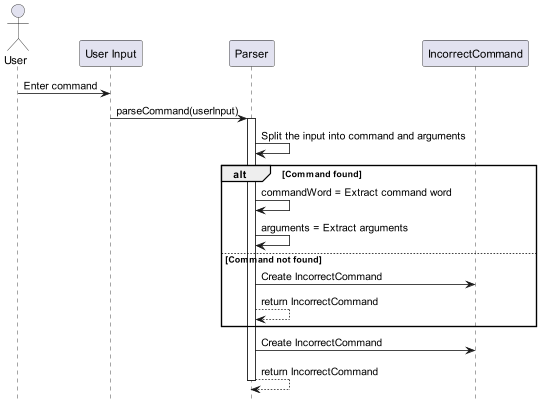 User
User Input
Parser
IncorrectCommand
Enter command
parseCommand(userInput)
Split the input into command and arguments
alt [Command found]
commandWord = Extract command word
arguments = Extract arguments
[Command not found]
Create IncorrectCommand
return IncorrectCommand
Create IncorrectCommand
return IncorrectCommand